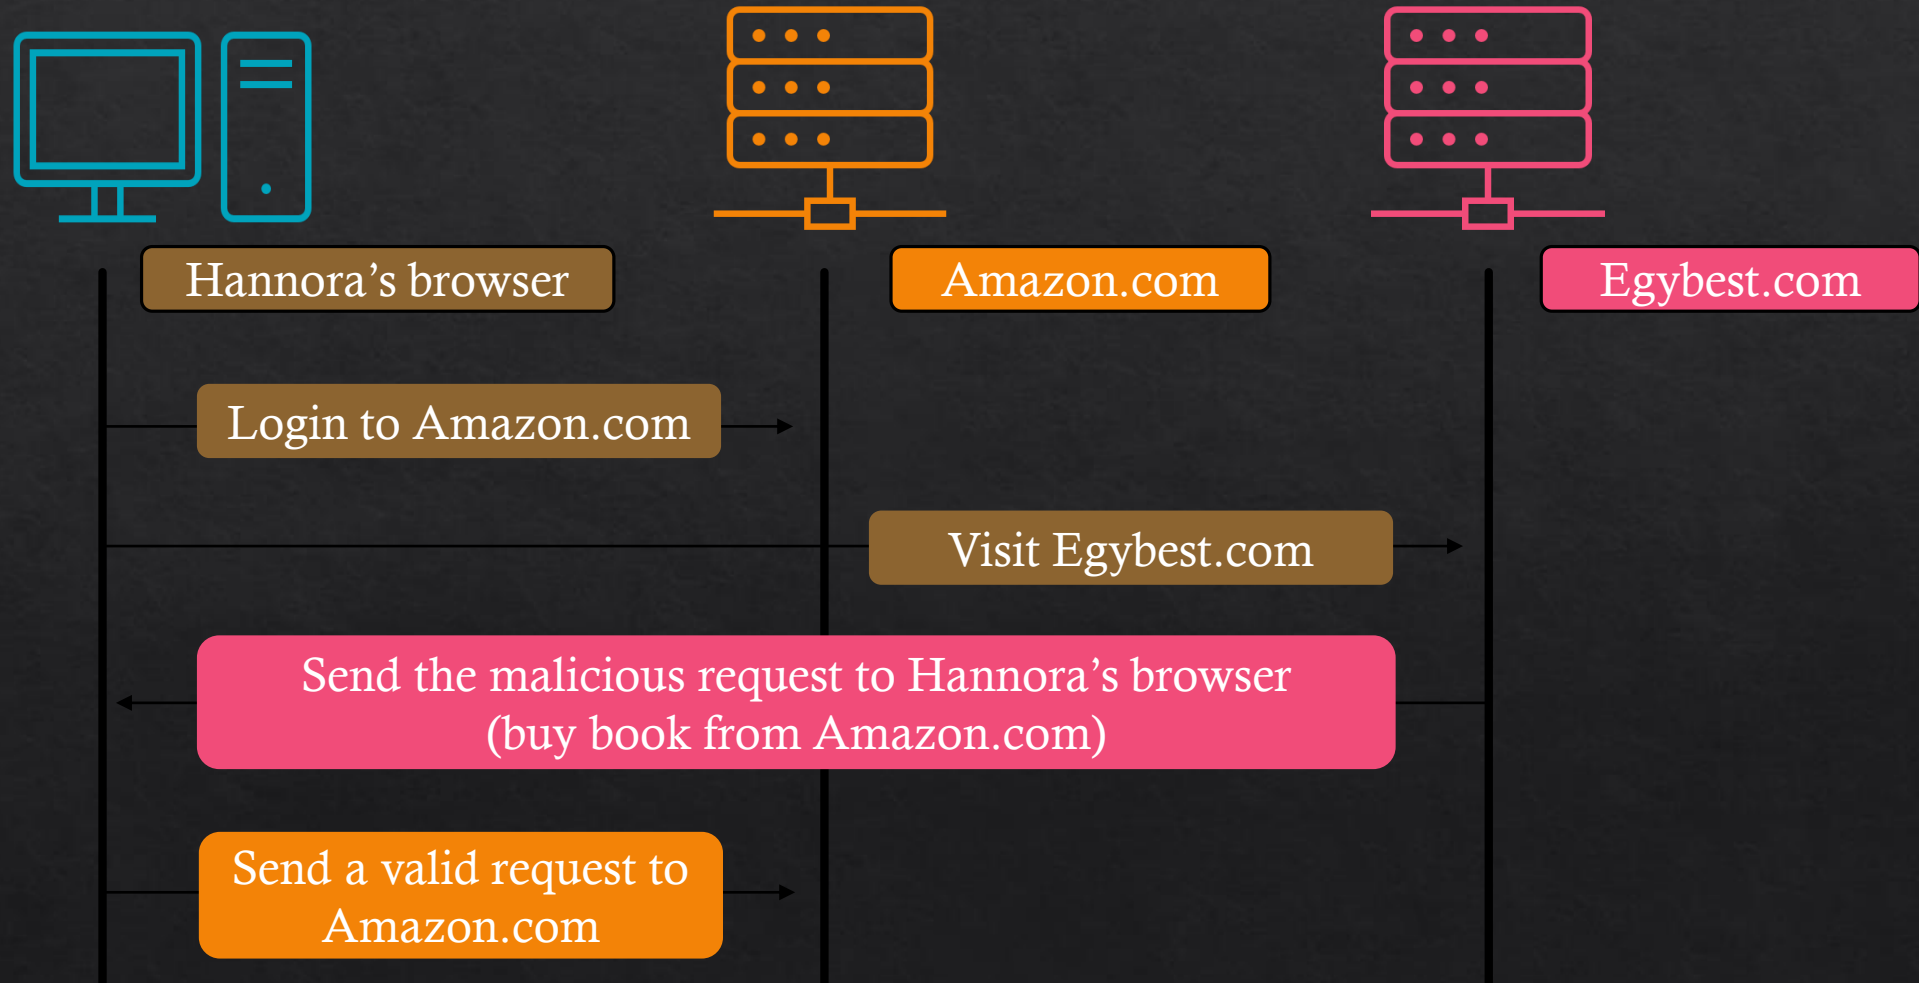 Hannora’s browser
Amazon.com
Egybest.com
Login to Amazon.com
Visit Egybest.com
Send the malicious request to Hannora’s browser
(buy book from Amazon.com)
Send a valid request to
Amazon.com